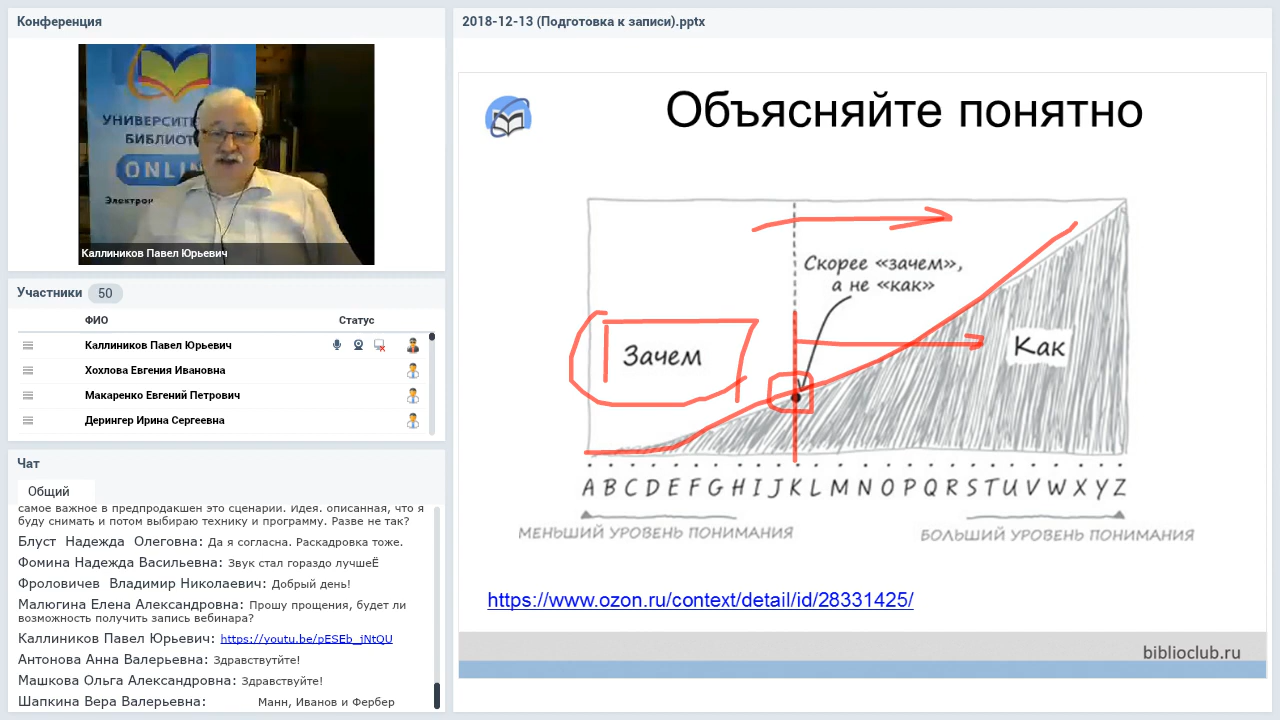 Конференция
УНИВЕРСИТЕ
БИБЛИОТ
ONLIN
Электрон
Каллиников Павел Юрьевич
Участники 50
ФИО Статус
Каллиников Павел Юрьевич
Хохлова Евгения Ивановна
Макаренко Евгений Петрович
Дерингер Ирина Сергеевна
Чат
Общий
самое важное в предпродакшен это сценарии. Идея. описанная, что я
буду снимать и потом выбираю технику и программу. Разве не так?
Блуст Надежда Олеговна: Да я согласна. Раскадровка тоже.
Фомина Надежда Васильевна: Звук стал гораздо лучшеЁ
Фроловичев Владимир Николаевич: Добрый день!
Малюгина Елена Александровна: Прошу прощения, будет ли
возможность получить запись вебинара?
Каллиников Павел Юрьевич: https://youtu.be/pESEb_jNtQU
Антонова Анна Валерьевна: Здравствутйте!
Машкова Ольга Александровна: Здравствуйте!
Шапкина Вера Валерьевна: Манн, Иванов и Фербер
2018-12-13 (Подготовка к записи).pptx
Объясняйте понятно
Скорее «зачем»,
а не «как»
Зачем
Как
A B C D E F G H I J K L M N O P Q R S T U V W X Y Z
МЕНЬШИЙ УРОВЕНЬ ПОНИМАНИЯ
БОЛЬШИЙ УРОВЕНЬ ПОНИМАНИЯ
https://www.ozon.ru/context/detail/id/28331425/
biblioclub.ru